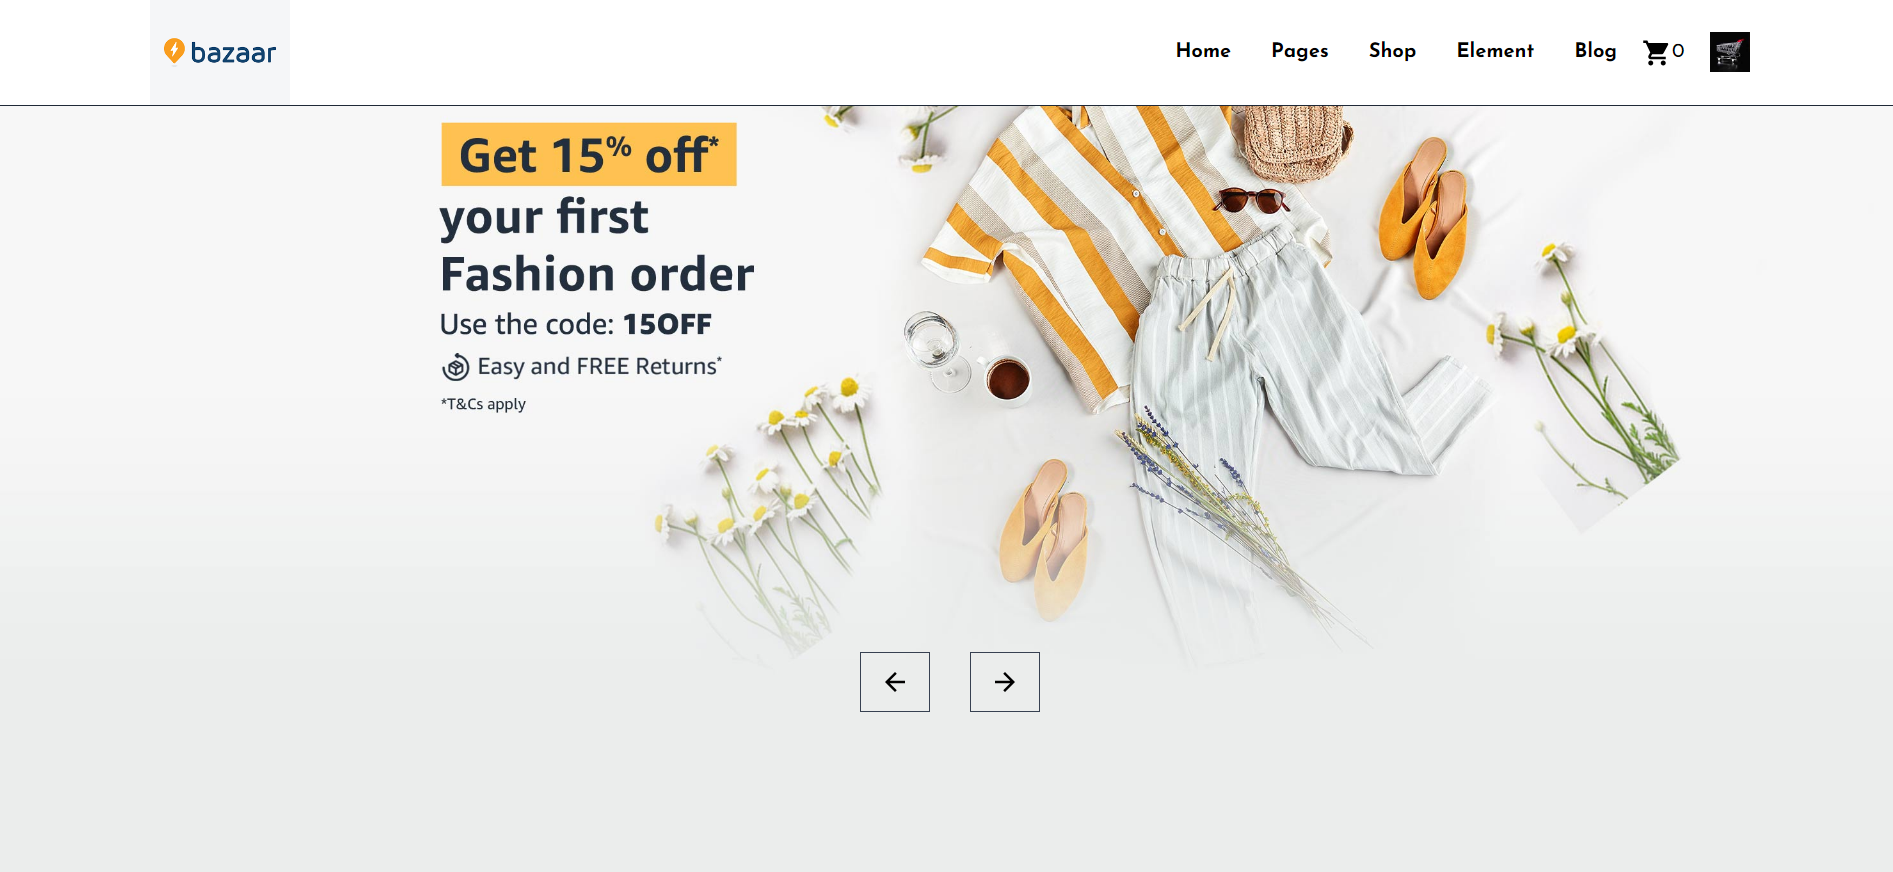 bazaar
Home Pages Shop Element Blog 0
Get 15% off*
your first
Fashion order
Use the code: 15OFF
Easy and FREE Returns*
*T&Cs apply